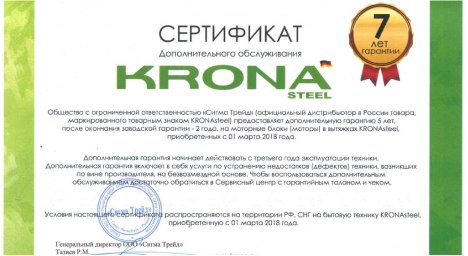 СЕРТИФИКАТ
Дополнительного обслуживания
7
лет
гарантии
KRONA
STEEL
Общество с ограниченной ответственностью «Сигма Трейд» (официальный дистрибьютор в России товара,
маркированного товарным знаком KRONAsteel) предоставляет дополнительную гарантию 5 лет,
после окончания заводской гарантии - 2 года, на моторные блоки (моторы) в вытяжках KRONAsteel,
приобретенных с 01 марта 2018 года.
Дополнительная гарантия начинает действовать с третьего года эксплуатации техники.
Дополнительная гарантия включает в себя услуги по устранению недостатков (дефектов) техники, возникших
по вине производителя, на безвозмездной основе. Чтобы воспользоваться дополнительным
обслуживанием достаточно обратиться в Сервисный центр с гарантийным талоном и чеком.
Сигма Трейд
Условия настоящего сертификата распространяются на территории РФ, СНГ на бытовую технику KRONAsteel,
приобретенную с 01 марта 2018 года.
Генеральный директор ООО «Сигма Трейд»
Тазиев Р.М.